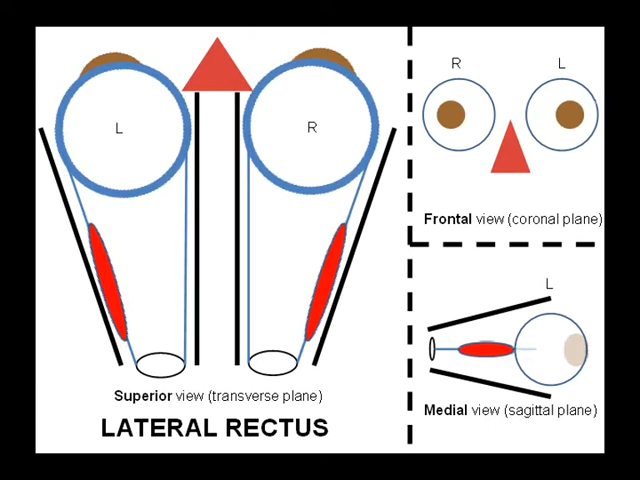 L
R
Superior view (transverse plane)
LATERAL RECTUS
R
L
Frontal view (coronal plane)
L
Medial view (sagittal plane)